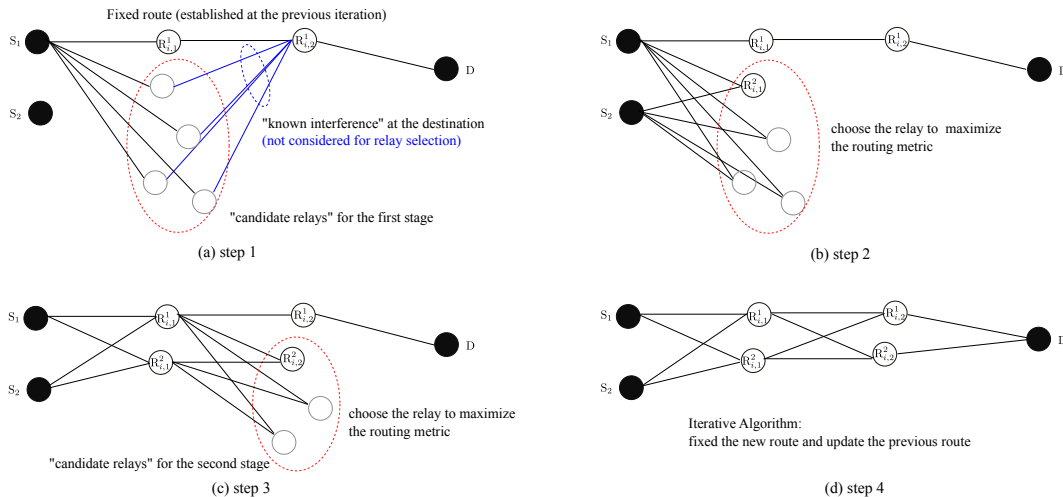 Fixed route (established at the previous iteration)
S₁
R¹ᵢ,₁
R¹ᵢ,₂
D
S₂
"known interference" at the destination
(not considered for relay selection)
"candidate relays" for the first stage
(a) step 1
S₁
R¹ᵢ,₁
R¹ᵢ,₂
D
R²ᵢ,₁
S₂
choose the relay to maximize
the routing metric
(b) step 2
S₁
R¹ᵢ,₁
R¹ᵢ,₂
D
R²ᵢ,₁
R²ᵢ,₂
S₂
choose the relay to maximize
the routing metric
"candidate relays" for the second stage
(c) step 3
S₁
R¹ᵢ,₁
R¹ᵢ,₂
D
R²ᵢ,₁
R²ᵢ,₂
S₂
Iterative Algorithm:
fixed the new route and update the previous route
(d) step 4